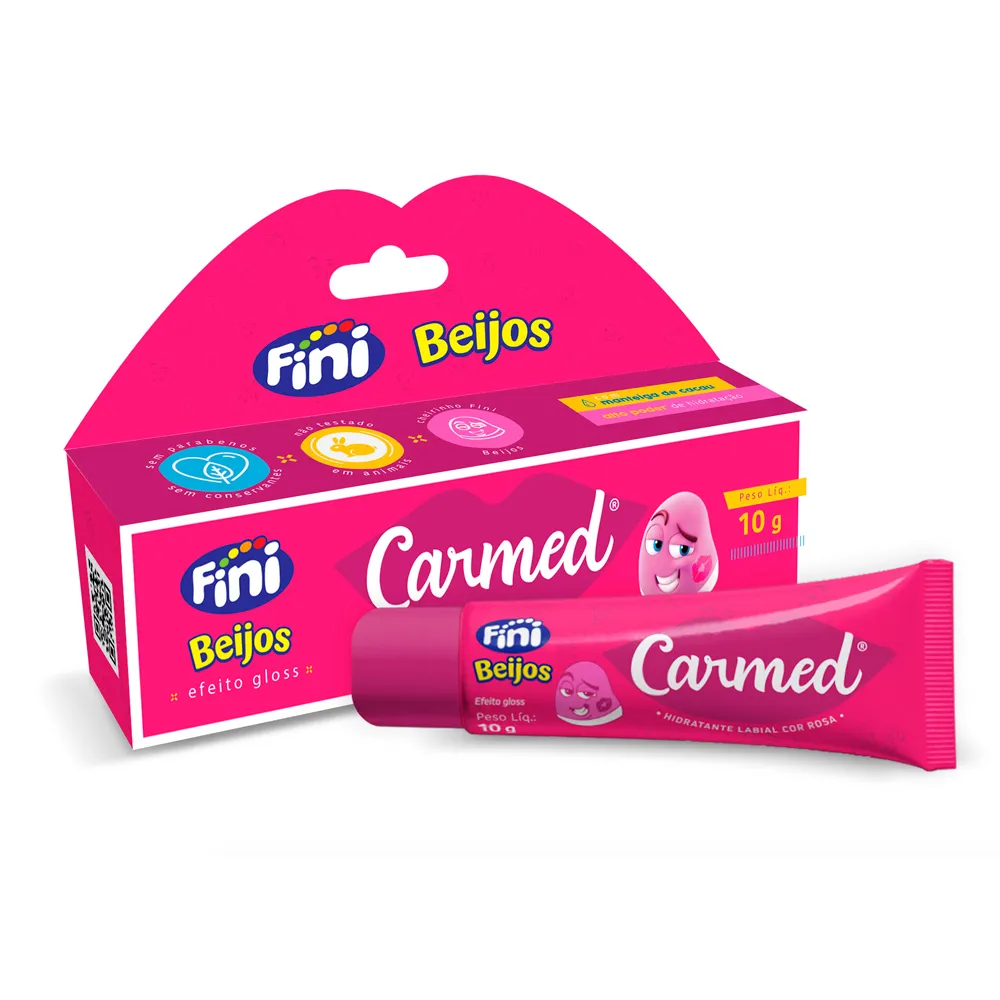 Fini Beijos
sem parabenos
sem conservantes
não testado
em animais
cheirinho Fini
Beijos
manteiga de cacau
alto poder de hidratação
Fini
Beijos
efeito gloss
Carmed®
Peso Líq.:
10 g
Fini
Beijos
Efeito gloss
Peso Líq.:
10 g
Carmed®
• HIDRATANTE LABIAL COR ROSA •